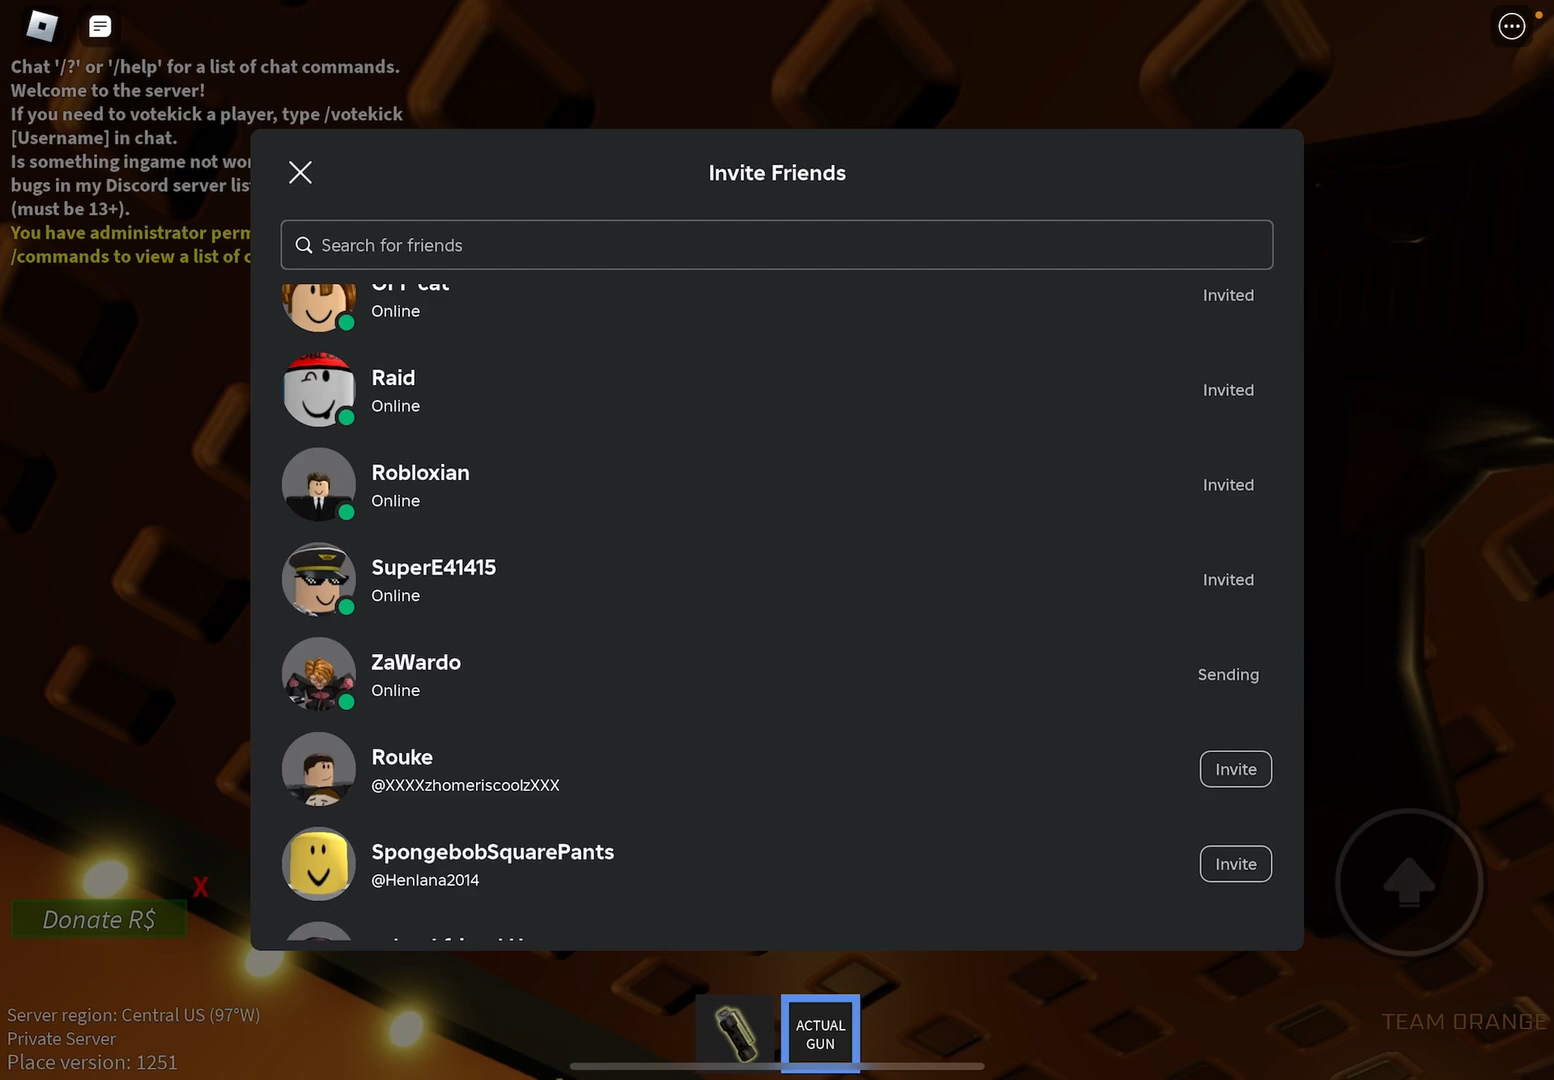 Chat '/?' or '/help' for a list of chat commands.
Welcome to the server!
If you need to votekick a player, type /votekick
[Username] in chat.
Is something ingame not
bugs in my Discord server
(must be 13+).
You have administrator
/commands to view a list of
Invite Friends
Search for friends
cat
Online
Invited
Raid
Online
Invited
Robloxian
Online
Invited
SuperE41415
Online
Invited
ZaWardo
Online
Sending
Rouke
@XXXXzhomeriscoolzXXX
Invite
SpongebobSquarePants
@Henlana2014
Invite
X
Donate R$
Server region: Central US (97°W)
Private Server
Place version: 1251
ACTUAL
GUN
TEAM ORANGE